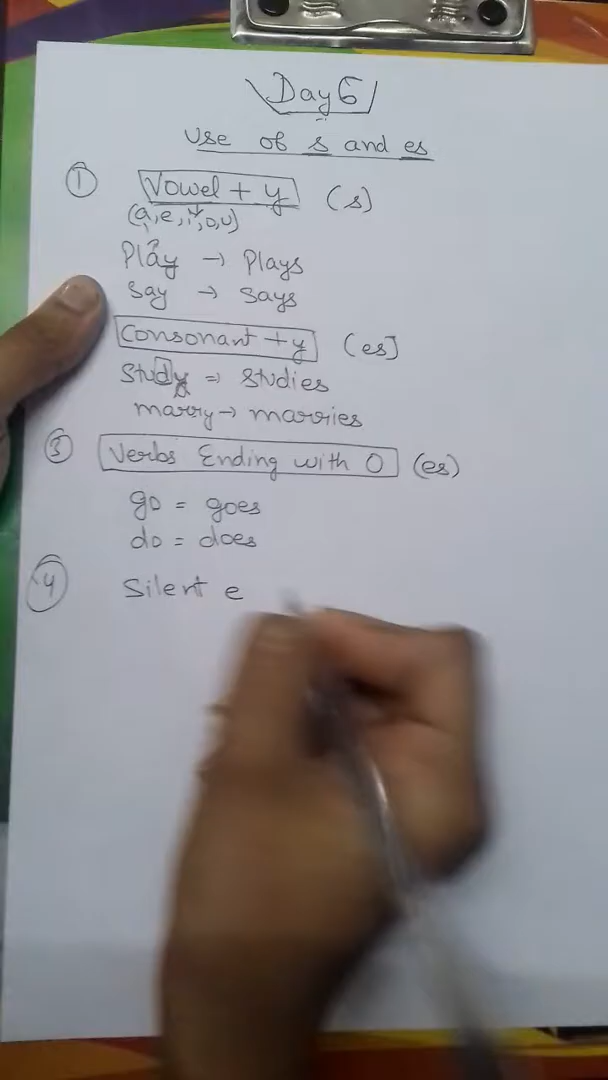 Day 6
Use of s and es
① Vowel + y (s)
(a, e, i, o, u)
Play → Plays
Say → Says
Consonant + y (es]
Study => Studies
marry → marries
③ Verbs Ending with O (es)
go = goes
do = does
④ Silent e